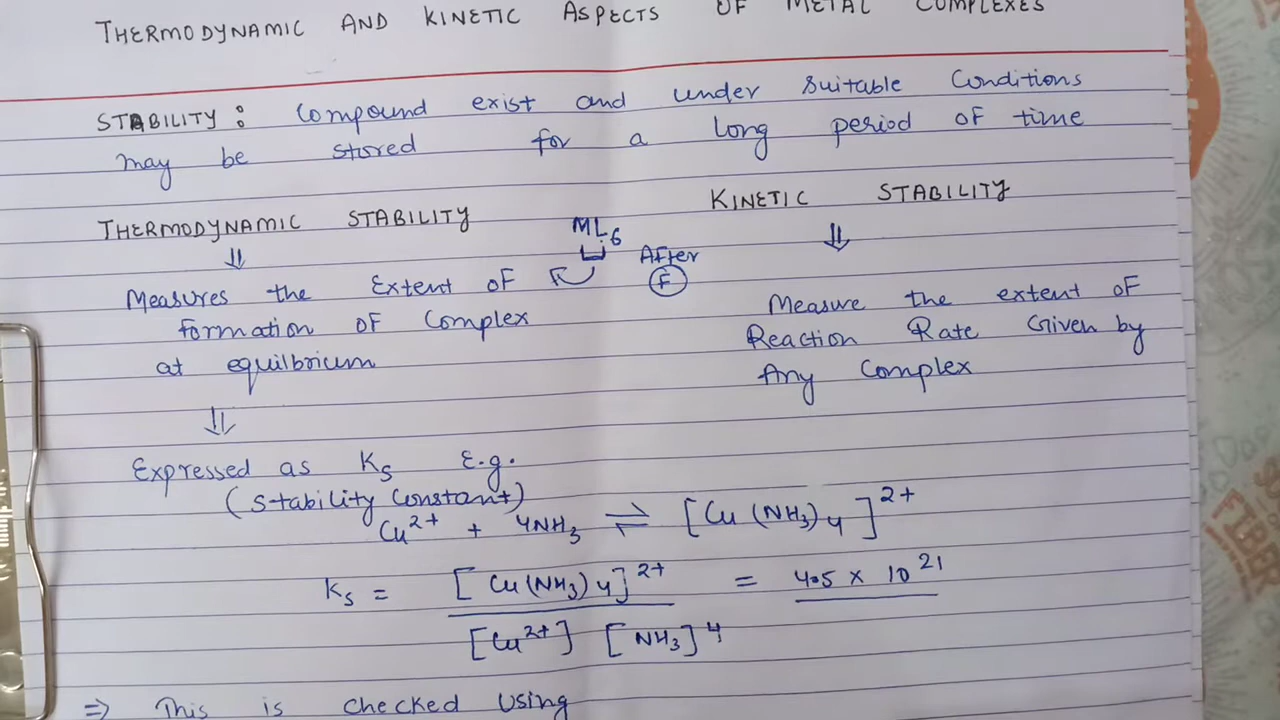 THERMODYNAMIC AND KINETIC ASPECTS OF METAL COMPLEXES
STABILITY : Compound exist and under suitable Conditions
may be stored for a long period of time
THERMODYNAMIC STABILITY
⇓
Measures the Extent of
formation of Complex
at equilbrium
⇓
Expressed as Ks E.g.
(Stability Constant)
ML6
After
F
KINETIC STABILITY
⇓
Measure the extent of
Reaction Rate Given by
Any Complex
Cu2+ + 4NH3 ⇌ [Cu(NH3)4]2+
Ks = [Cu(NH3)4]2+ = 4.5 × 10 21
[Cu2+] [NH3]4
⇒ This is checked using
FIBER